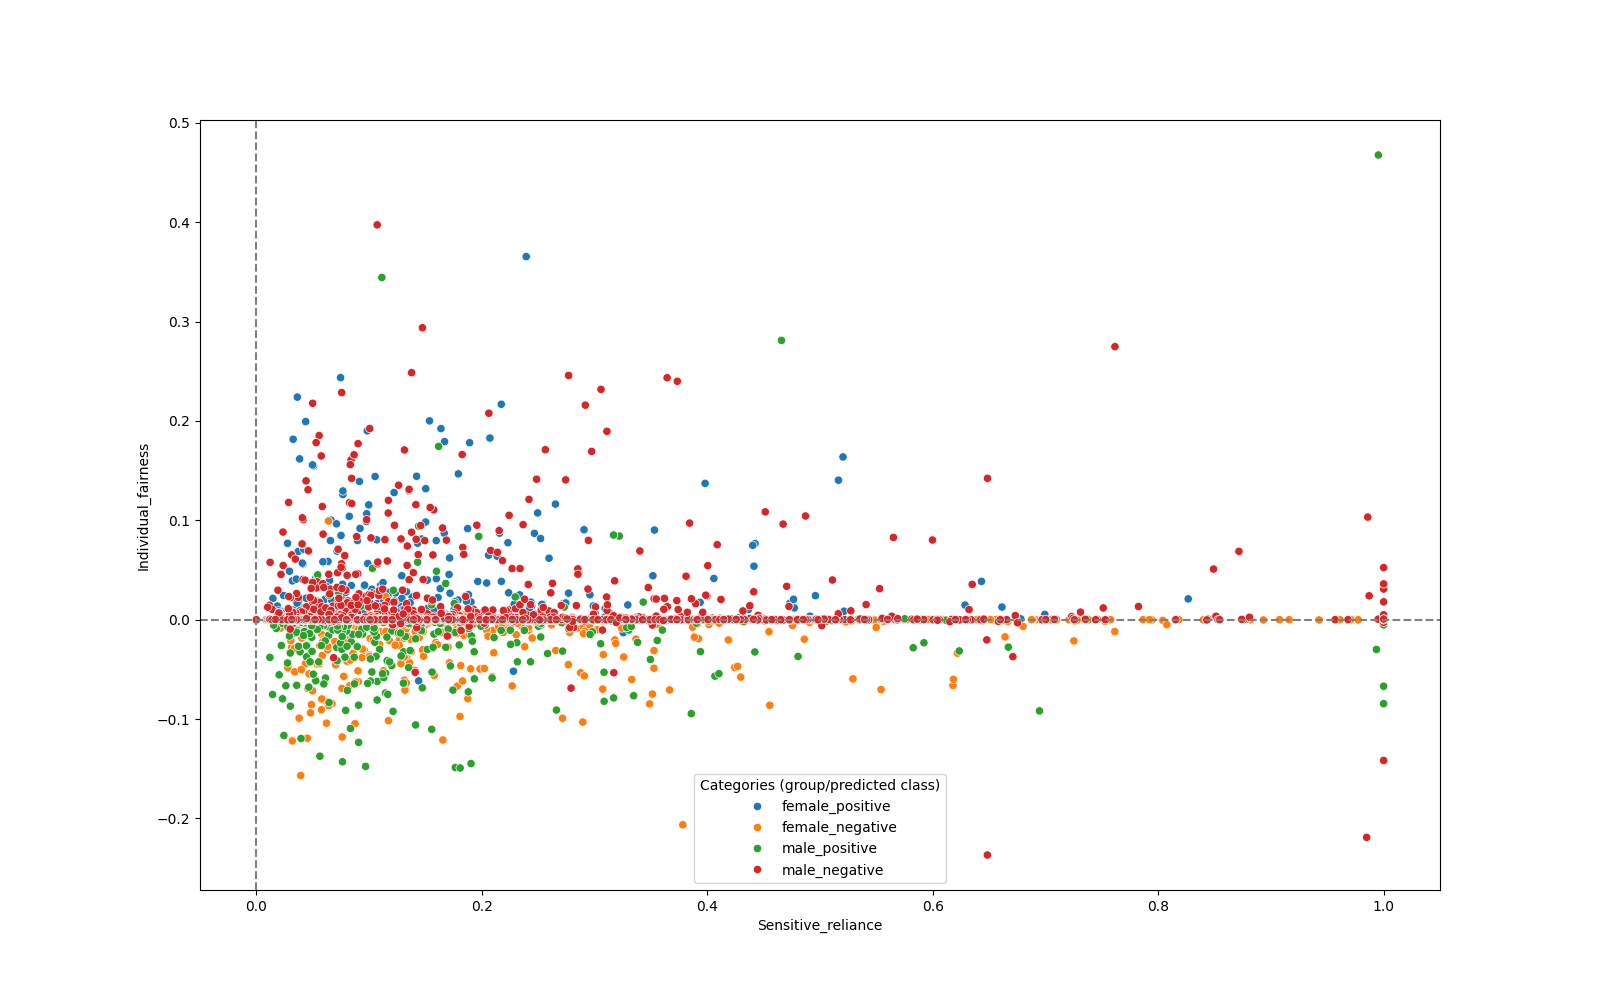 0.5
0.4
0.3
0.2
0.1
0.0
−0.1
−0.2
Individual_fairness
0.0
0.2
0.4
0.6
0.8
1.0
Sensitive_reliance
Categories (group/predicted class)
female_positive
female_negative
male_positive
male_negative